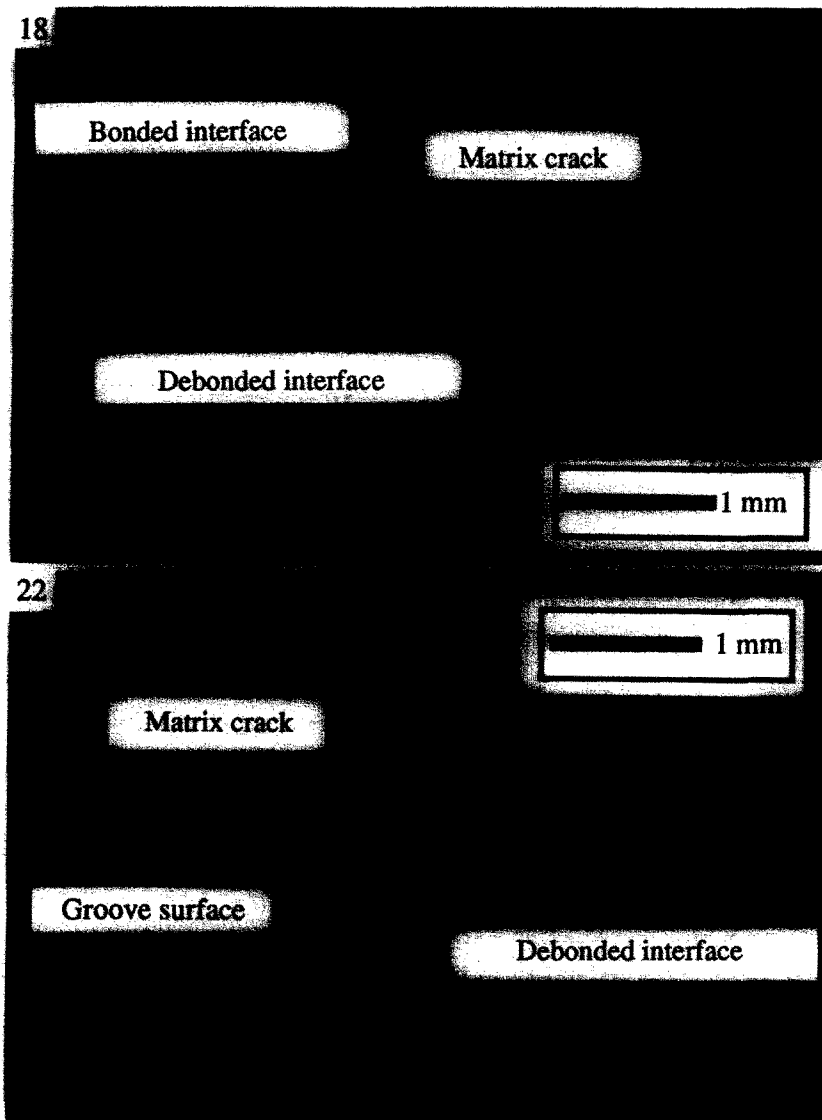 18
Bonded interface
Matrix crack
Debonded interface
1 mm
22
1 mm
Matrix crack
Groove surface
Debonded interface